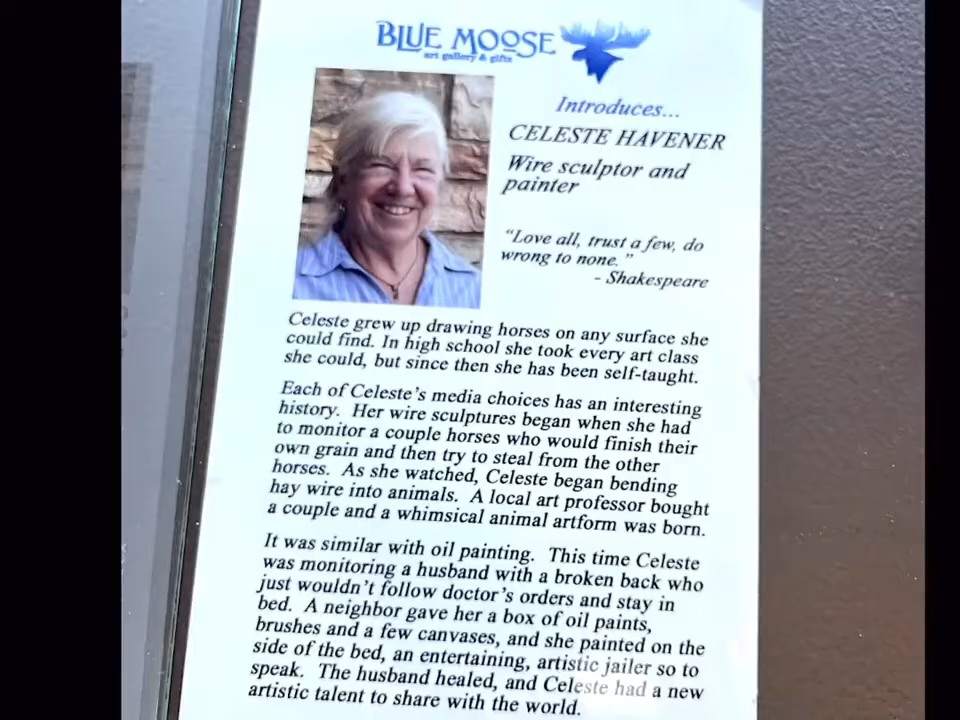 BLUE MOOSE
art gallery & gifts
Introduces...
CELESTE HAVENER
Wire sculptor and
painter
"Love all, trust a few, do
wrong to none."
- Shakespeare
Celeste grew up drawing horses on any surface she
could find. In high school she took every art class
she could, but since then she has been self-taught.
Each of Celeste's media choices has an interesting
history. Her wire sculptures began when she had
to monitor a couple horses who would finish their
own grain and then try to steal from the other
horses. As she watched, Celeste began bending
hay wire into animals. A local art professor bought
a couple and a whimsical animal artform was born.
It was similar with oil painting. This time Celeste
was monitoring a husband with a broken back who
just wouldn't follow doctor's orders and stay in
bed. A neighbor gave her a box of oil paints,
brushes and a few canvases, and she painted on the
side of the bed, an entertaining, artistic jailer so to
speak. The husband healed, and Celeste had a new
artistic talent to share with the world.